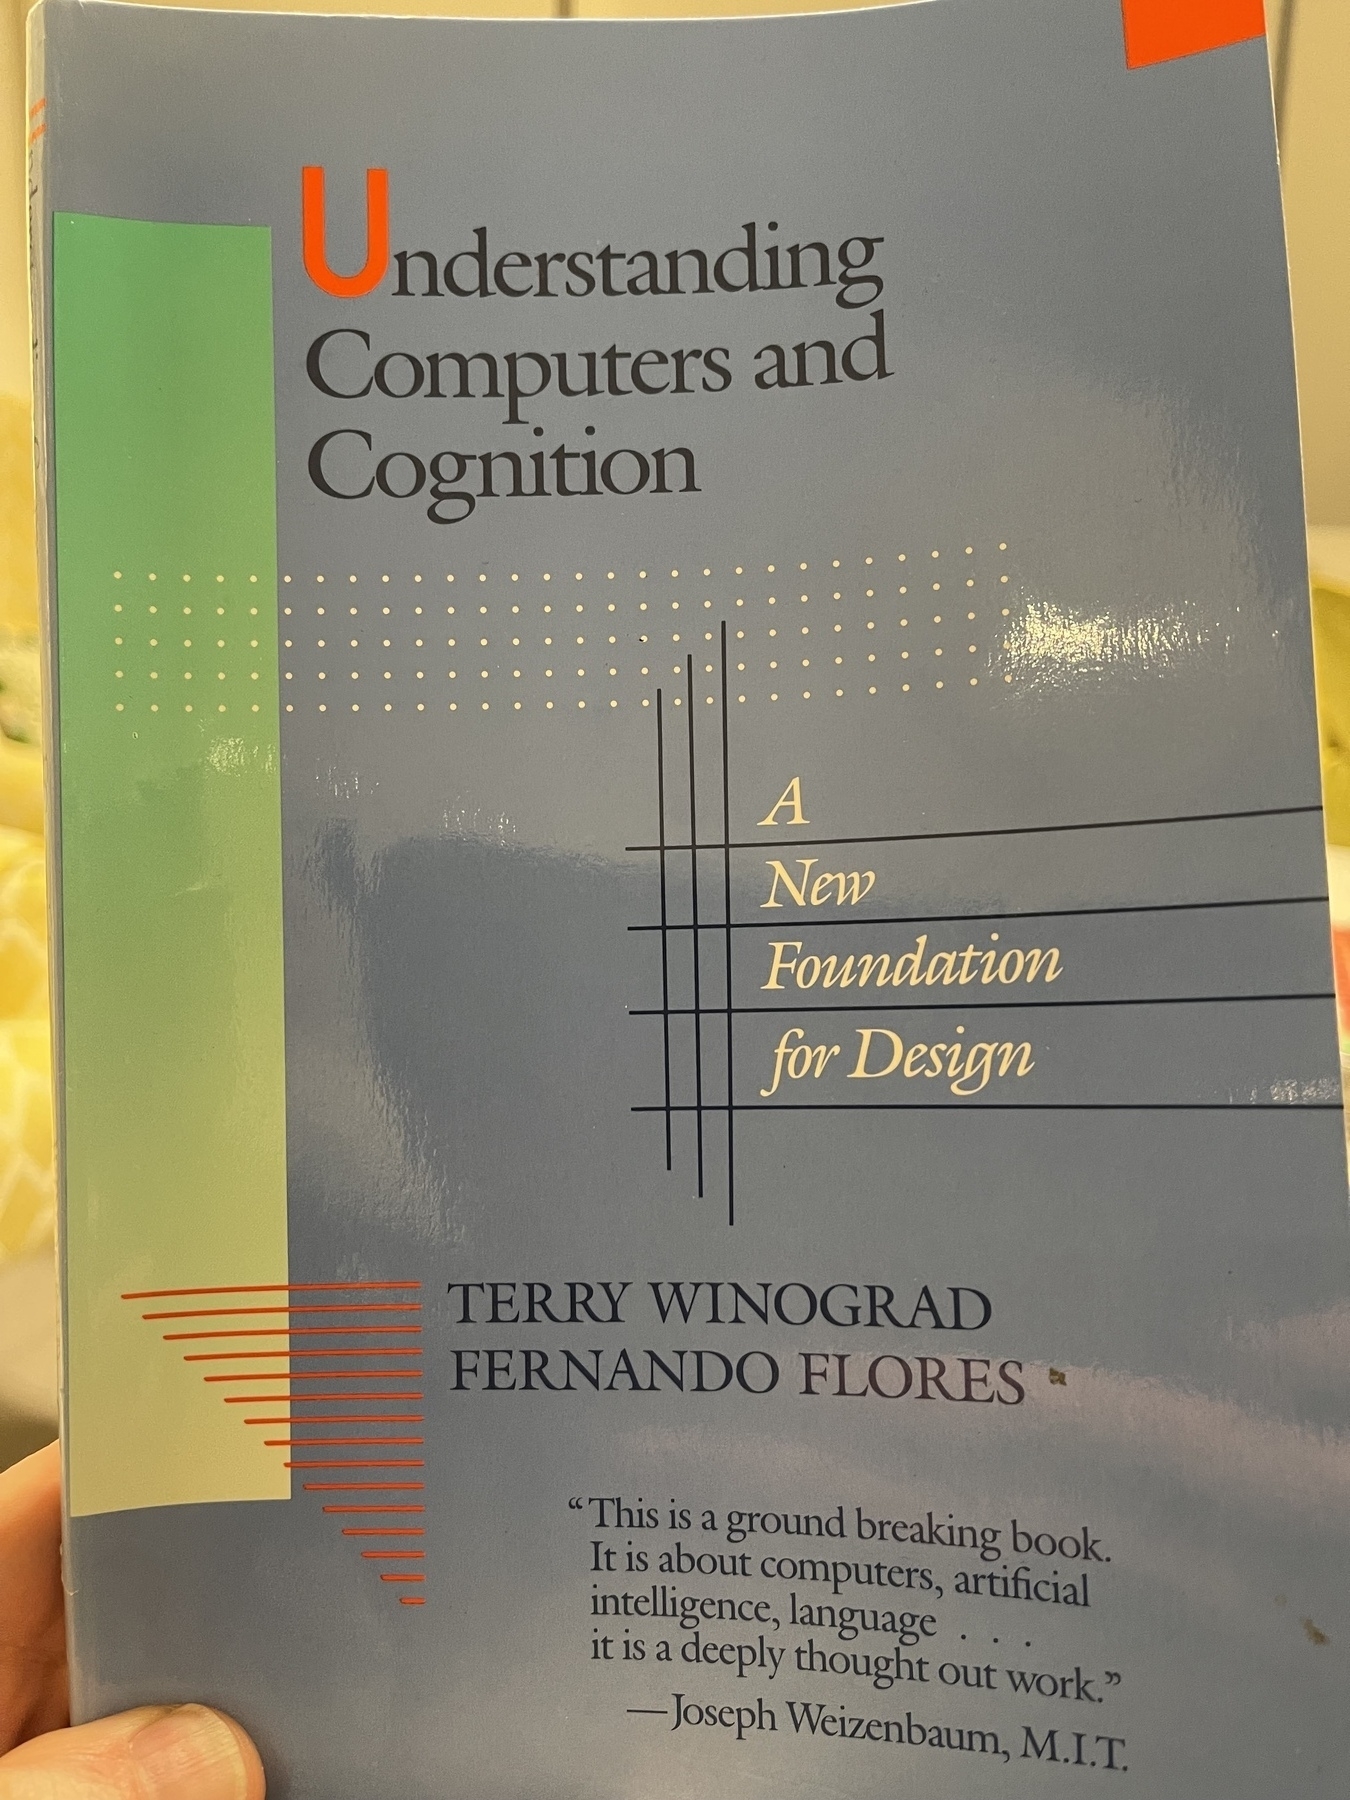 Understanding
Computers and
Cognition
A
New
Foundation
for Design
TERRY WINOGRAD
FERNANDO FLORES
“This is a ground breaking book.
It is about computers, artificial
intelligence, language . . .
it is a deeply thought out work.”
—Joseph Weizenbaum, M.I.T.